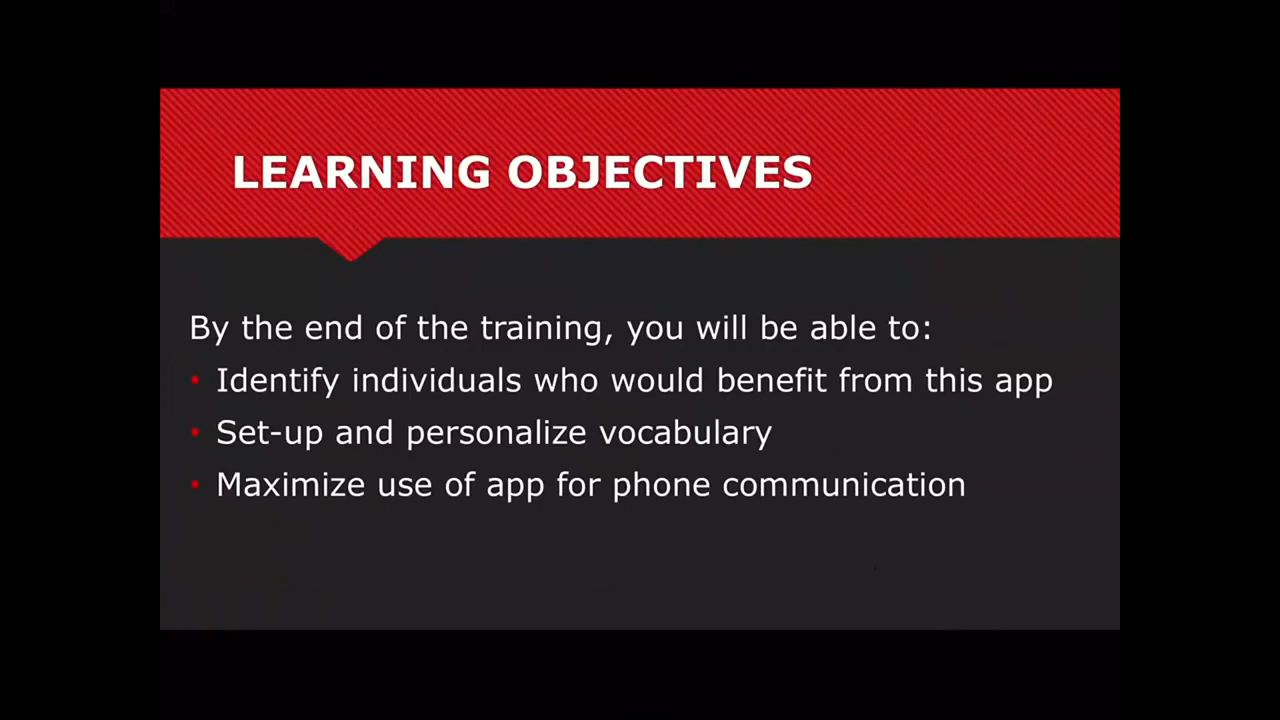 LEARNING OBJECTIVES
By the end of the training, you will be able to:
• Identify individuals who would benefit from this app
• Set-up and personalize vocabulary
• Maximize use of app for phone communication